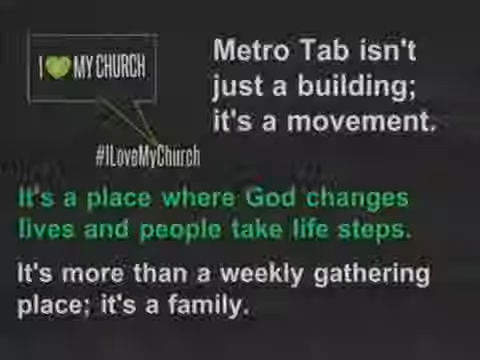 I 💚 MY CHURCH
#ILoveMyChurch
Metro Tab isn't
just a building;
it's a movement.
It's a place where God changes
lives and people take life steps.
It's more than a weekly gathering
place; it's a family.